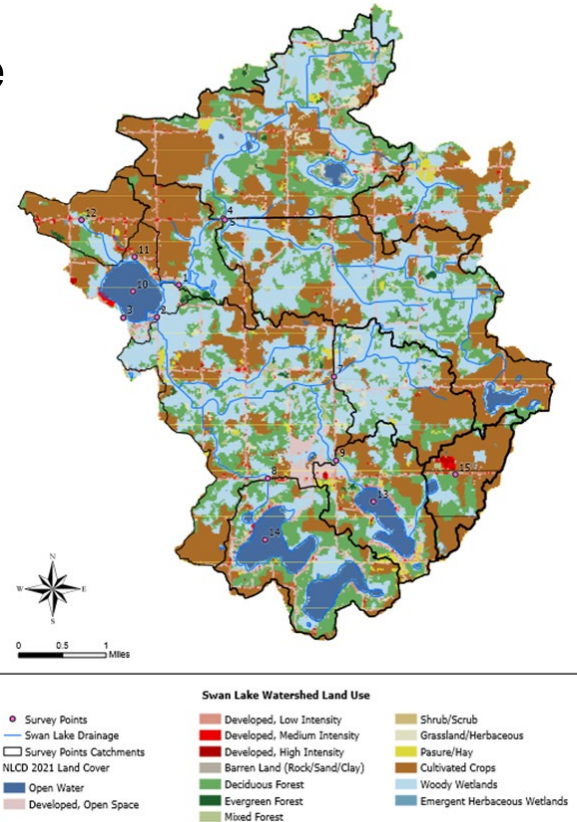 e
12
4
5
11
10
1
3
2
9
15
8
13
14
N
W
E
S
0
0.5
1
Miles
Swan Lake Watershed Land Use
Survey Points
Swan Lake Drainage
Survey Points Catchments
NLCD 2021 Land Cover
Open Water
Developed, Open Space
Developed, Low Intensity
Developed, Medium Intensity
Developed, High Intensity
Barren Land (Rock/Sand/Clay)
Deciduous Forest
Evergreen Forest
Mixed Forest
Shrub/Scrub
Grassland/Herbaceous
Pasure/Hay
Cultivated Crops
Woody Wetlands
Emergent Herbaceous Wetlands